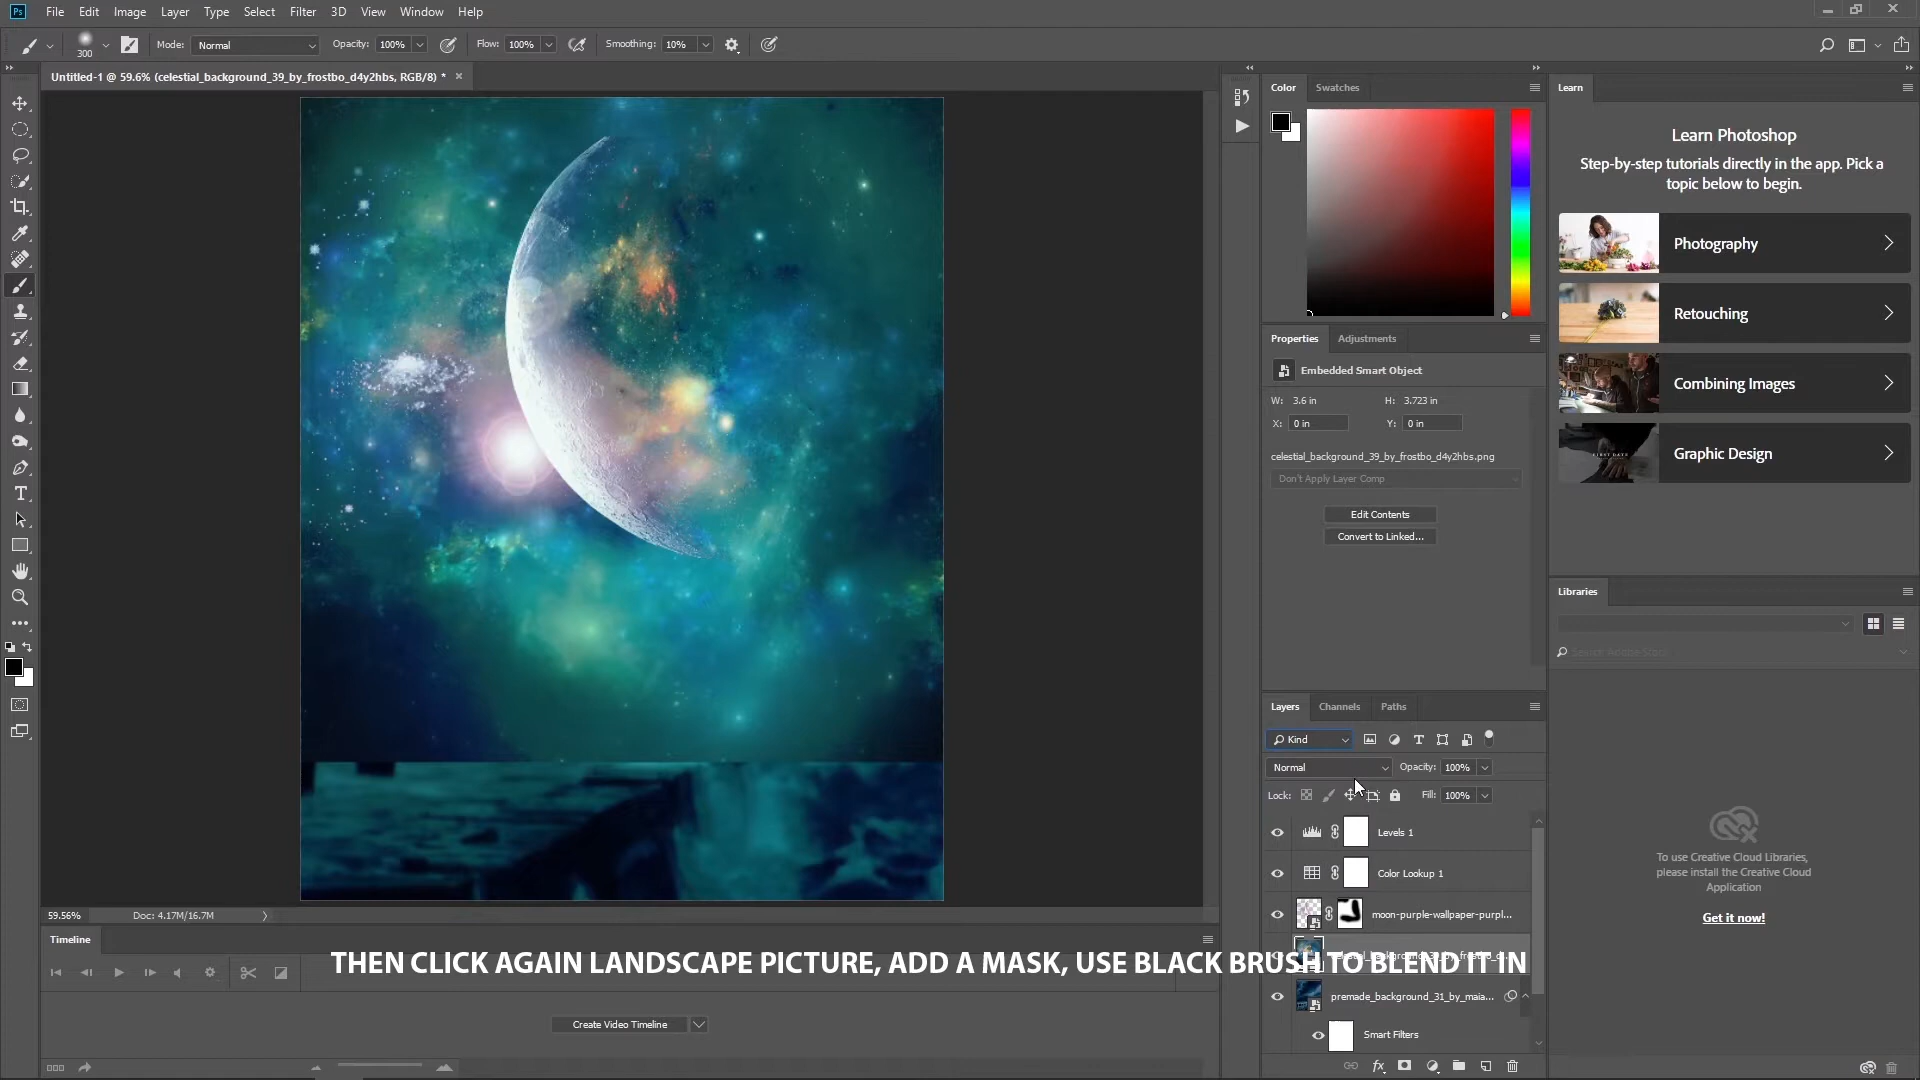 Ps File Edit Image Layer Type Select Filter 3D View Window Help
300 Mode: Normal Opacity: 100% Flow: 100% Smoothing: 10%
Untitled-1 @ 59.6% (celestial_background_39_by_frostbo_d4y2hbs, RGB/8) *
Color Swatches
Learn
Learn Photoshop
Step-by-step tutorials directly in the app. Pick a
topic below to begin.
Photography
Retouching
Combining Images
Graphic Design
Properties Adjustments
Embedded Smart Object
W: 3.6 in H: 3.723 in
X: 0 in Y: 0 in
celestial_background_39_by_frostbo_d4y2hbs.png
Don't Apply Layer Comp
Edit Contents
Convert to Linked...
Libraries
Search Adobe Stock
Layers Channels Paths
Kind
Normal Opacity: 100%
Lock: Fill: 100%
Levels 1
Color Lookup 1
moon-purple-wallpaper-purpl...
premade_background_31_by_maia...
Smart Filters
To use Creative Cloud Libraries,
please install the Creative Cloud
Application
Get it now!
59.56% Doc: 4.17M/16.7M
Timeline
THEN CLICK AGAIN LANDSCAPE PICTURE, ADD A MASK, USE BLACK BRUSH TO BLEND IT IN
Create Video Timeline